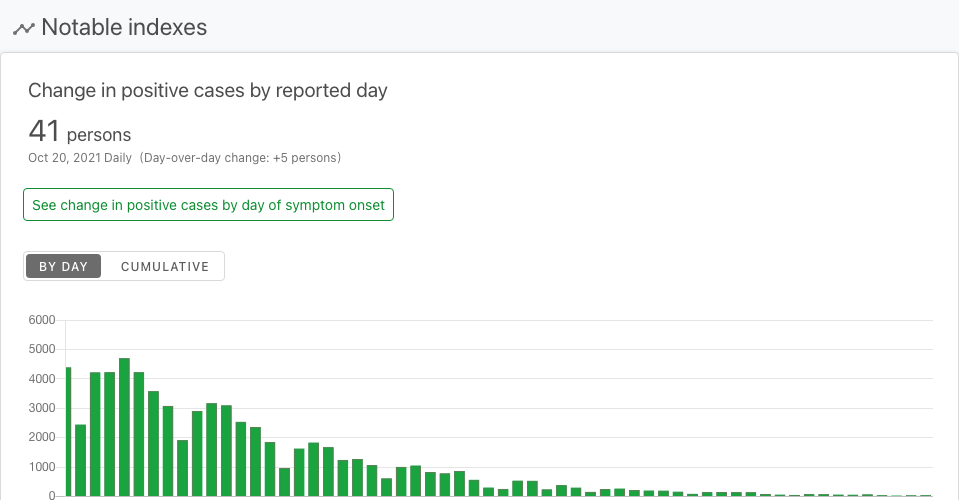 Notable indexes
Change in positive cases by reported day
41 persons
Oct 20, 2021 Daily (Day-over-day change: +5 persons)
See change in positive cases by day of symptom onset
BY DAY CUMULATIVE
6000
5000
4000
3000
2000
1000
0